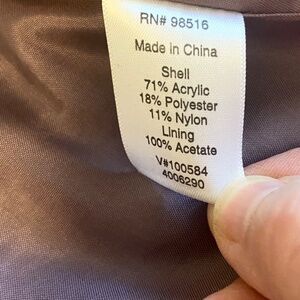 RN# 98516
Made in China
Shell
71% Acrylic
18% Polyester
11% Nylon
Lining
100% Acetate
V#100584
4006290